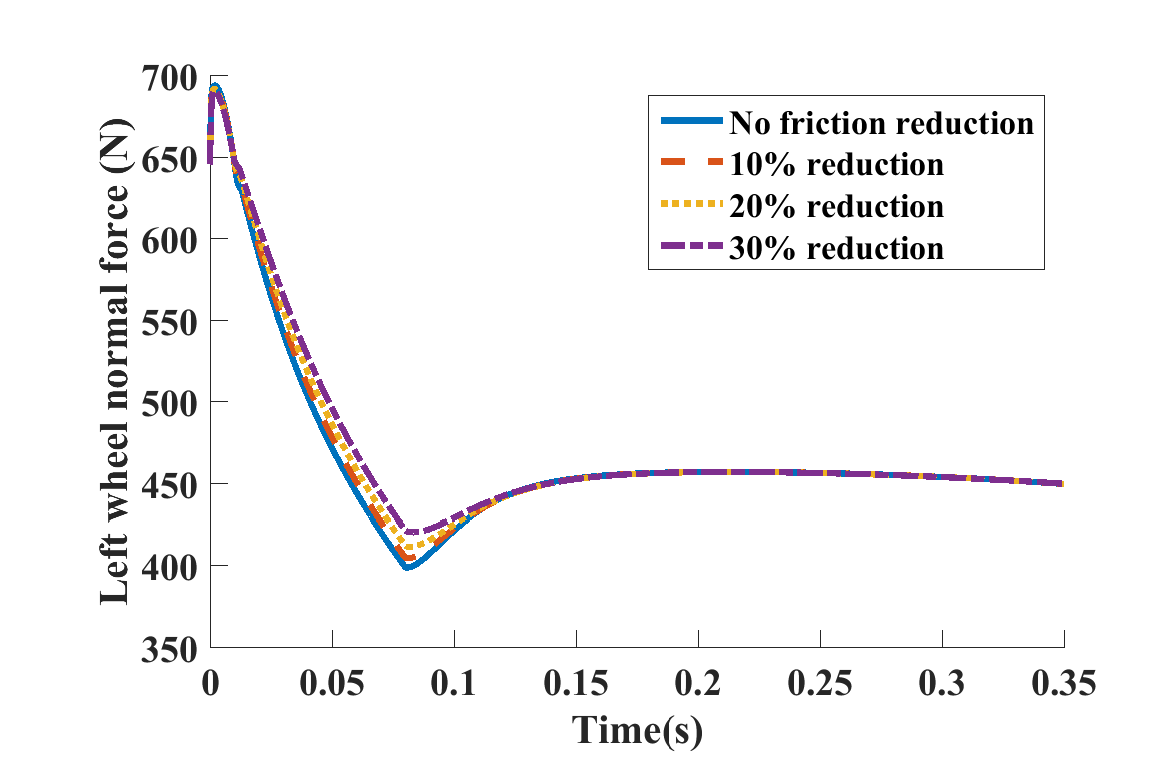 700
650
600
550
500
450
400
350
Left wheel normal force (N)
No friction reduction
10% reduction
20% reduction
30% reduction
0 0.05 0.1 0.15 0.2 0.25 0.3 0.35
Time(s)